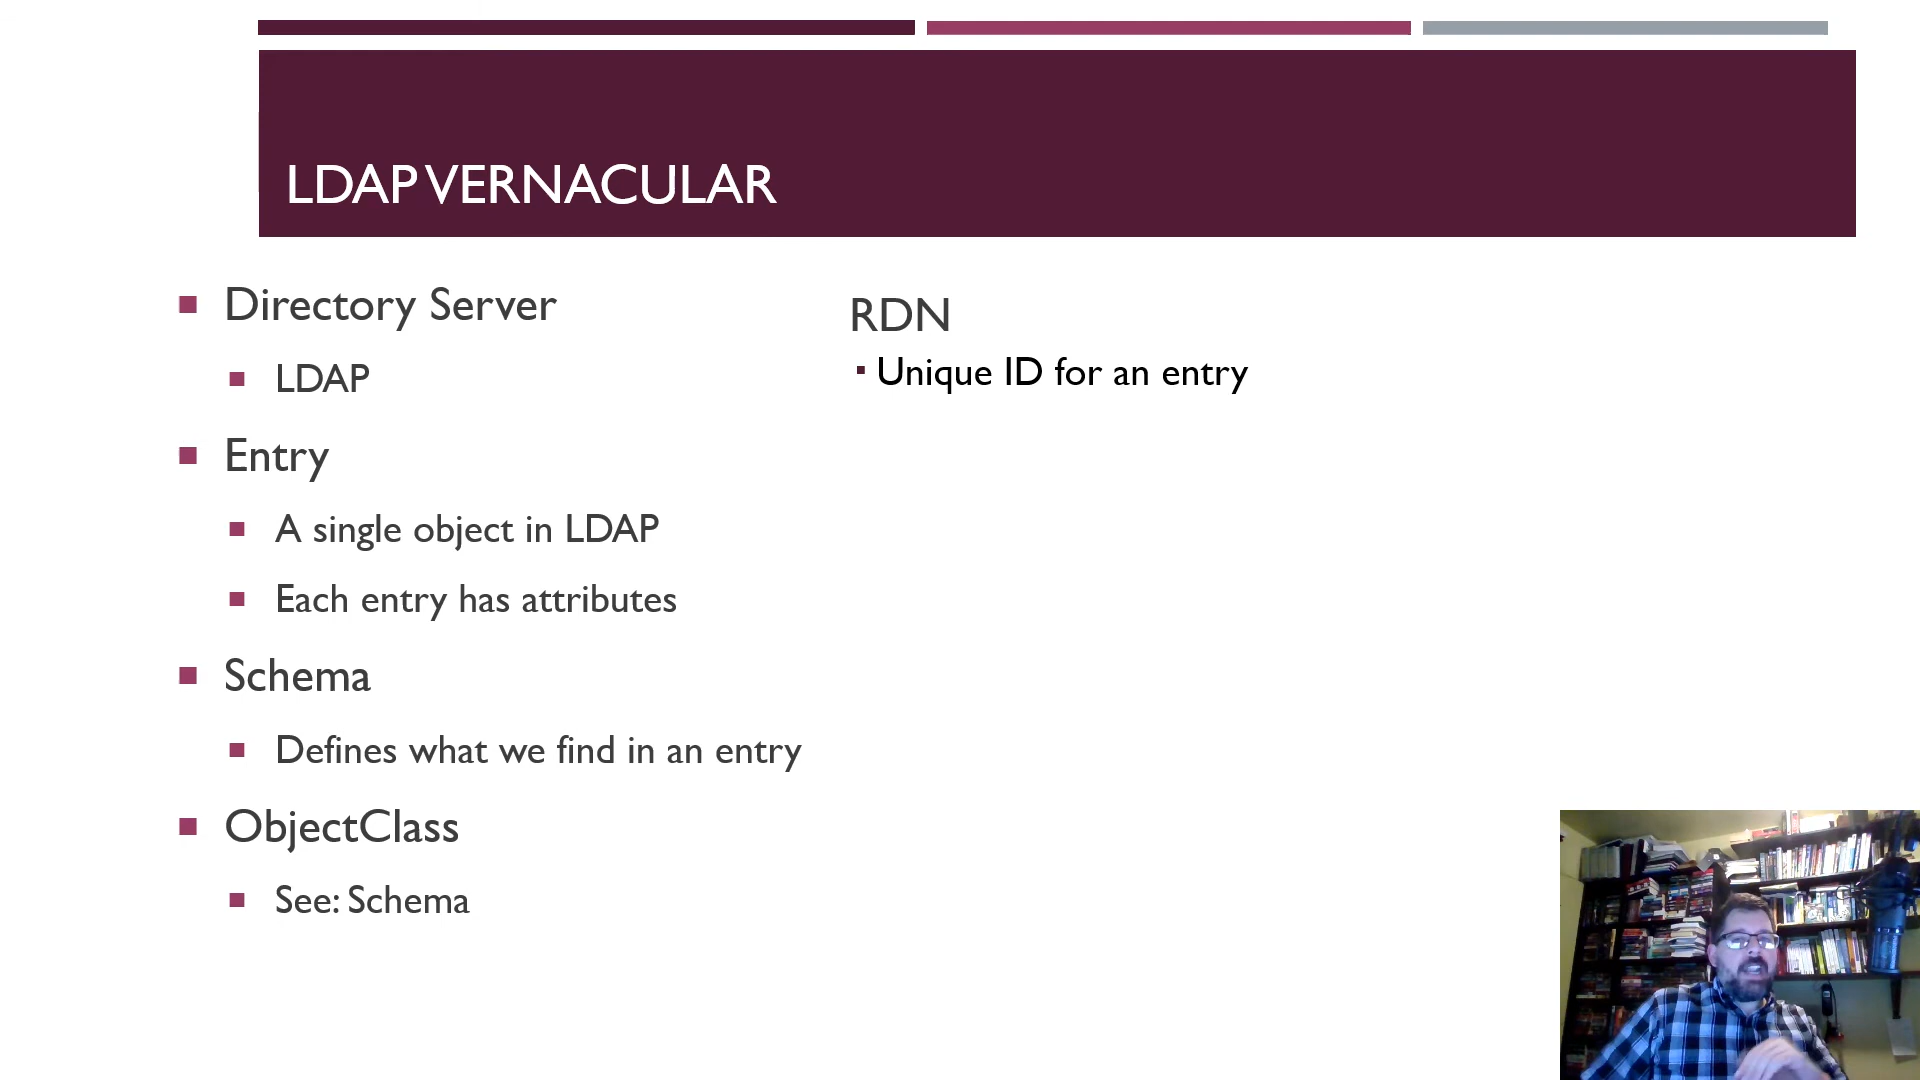 LDAP VERNACULAR
Directory Server
LDAP
Entry
A single object in LDAP
Each entry has attributes
Schema
Defines what we find in an entry
ObjectClass
See: Schema
RDN
Unique ID for an entry